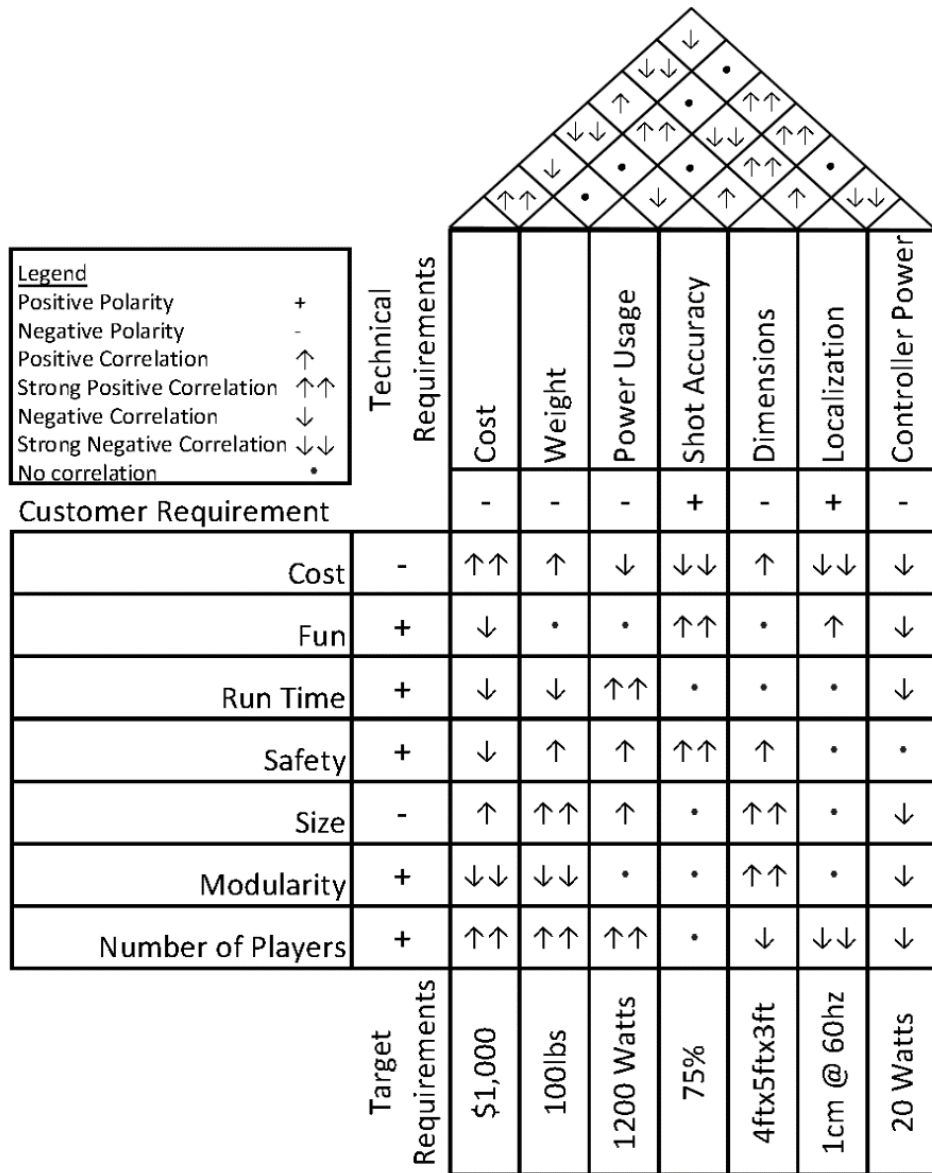 ↓
↓↓ •
↑ • ↑↑
↓↓ ↑↑ ↓↓ ↑↑
↓ • • ↑↑ •
↑↑ • ↓ ↑ ↑ ↓↓
Legend
Positive Polarity +
Negative Polarity -
Positive Correlation ↑
Strong Positive Correlation ↑↑
Negative Correlation ↓
Strong Negative Correlation ↓↓
No correlation •
Technical
Requirements
Cost
Weight
Power Usage
Shot Accuracy
Dimensions
Localization
Controller Power
Customer Requirement - - - + - + -
Cost - ↑↑ ↑ ↓ ↓↓ ↑ ↓↓ ↓
Fun + ↓ • • ↑↑ • ↑ ↓
Run Time + ↓ ↓ ↑↑ • • • ↓
Safety + ↓ ↑ ↑ ↑↑ ↑ • •
Size - ↑ ↑↑ ↑ • ↑↑ • ↓
Modularity + ↓↓ ↓↓ • • ↑↑ • ↓
Number of Players + ↑↑ ↑↑ ↑↑ • ↓ ↓↓ ↓
Target
Requirements
$1,000
100lbs
1200 Watts
75%
4ftx5ftx3ft
1cm @ 60hz
20 Watts